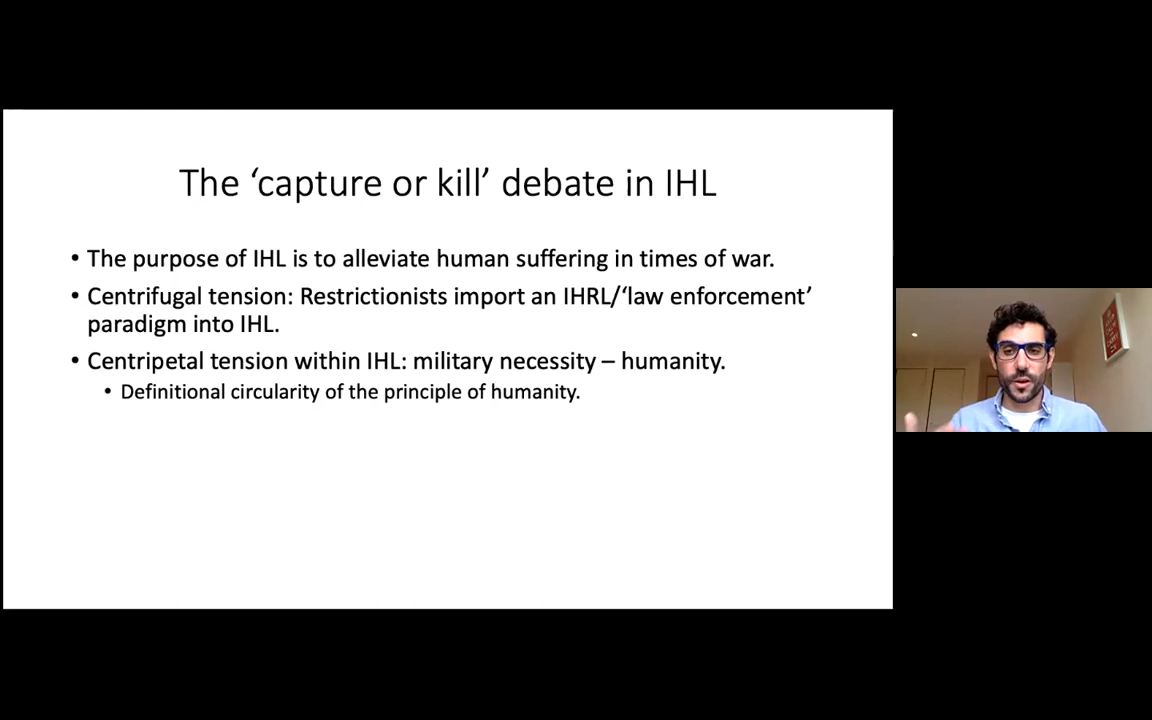 The ‘capture or kill’ debate in IHL
• The purpose of IHL is to alleviate human suffering in times of war.
• Centrifugal tension: Restrictionists import an IHRL/‘law enforcement’
paradigm into IHL.
• Centripetal tension within IHL: military necessity – humanity.
• Definitional circularity of the principle of humanity.